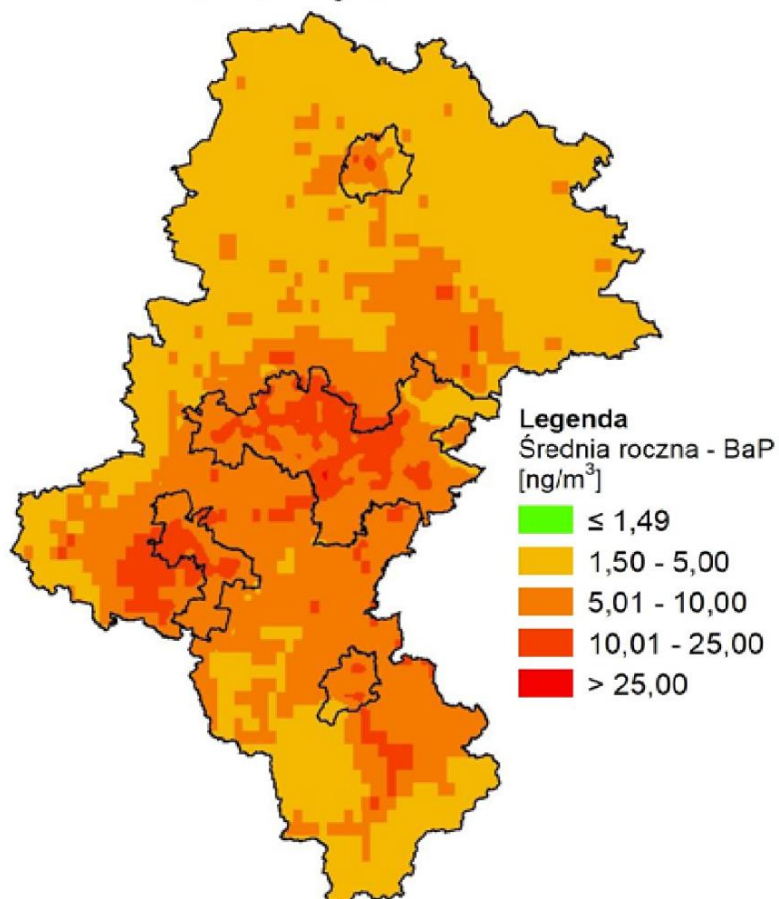 Legenda
Średnia roczna - BaP
[ng/m³]
≤ 1,49
1,50 - 5,00
5,01 - 10,00
10,01 - 25,00
> 25,00